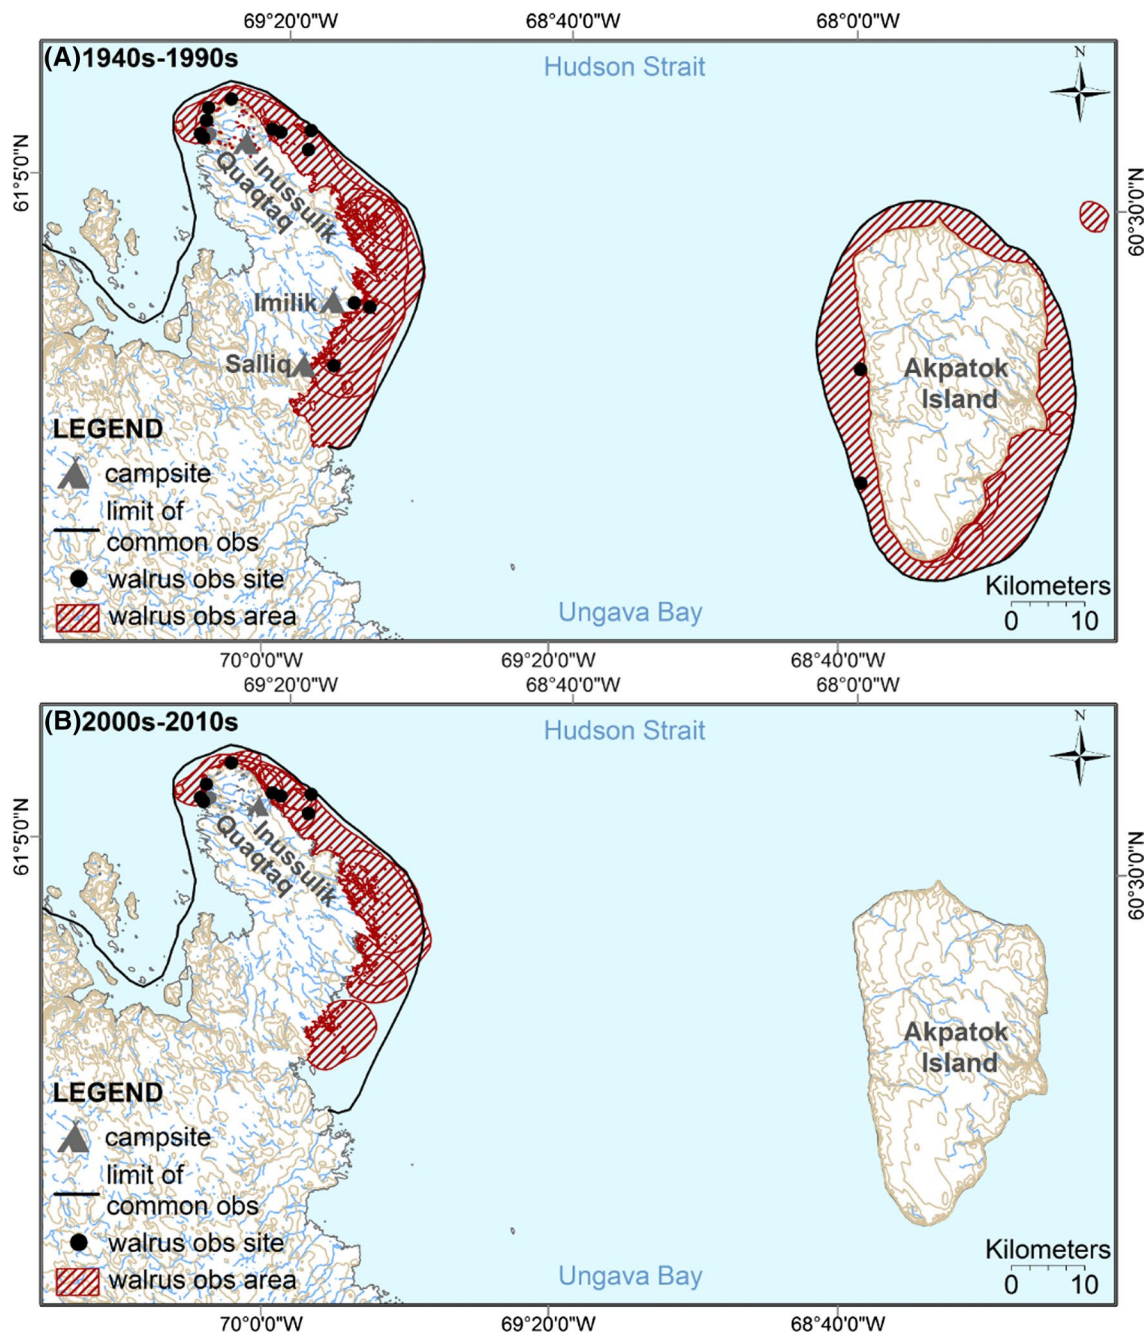 69°20'0"W 68°40'0"W 68°0'0"W
(A)1940s-1990s
Hudson Strait
N
61°5'0"N
60°30'0"N
Quaqtaq
Inussulik
Imilik
Salliq
Akpatok
Island
LEGEND
campsite
limit of
common obs
walrus obs site
walrus obs area
Ungava Bay
Kilometers
0 10
70°0'0"W 69°20'0"W 68°40'0"W
69°20'0"W 68°40'0"W 68°0'0"W
(B)2000s-2010s
Hudson Strait
N
61°5'0"N
60°30'0"N
Quaqtaq
Inussulik
Akpatok
Island
LEGEND
campsite
limit of
common obs
walrus obs site
walrus obs area
Ungava Bay
Kilometers
0 10
70°0'0"W 69°20'0"W 68°40'0"W